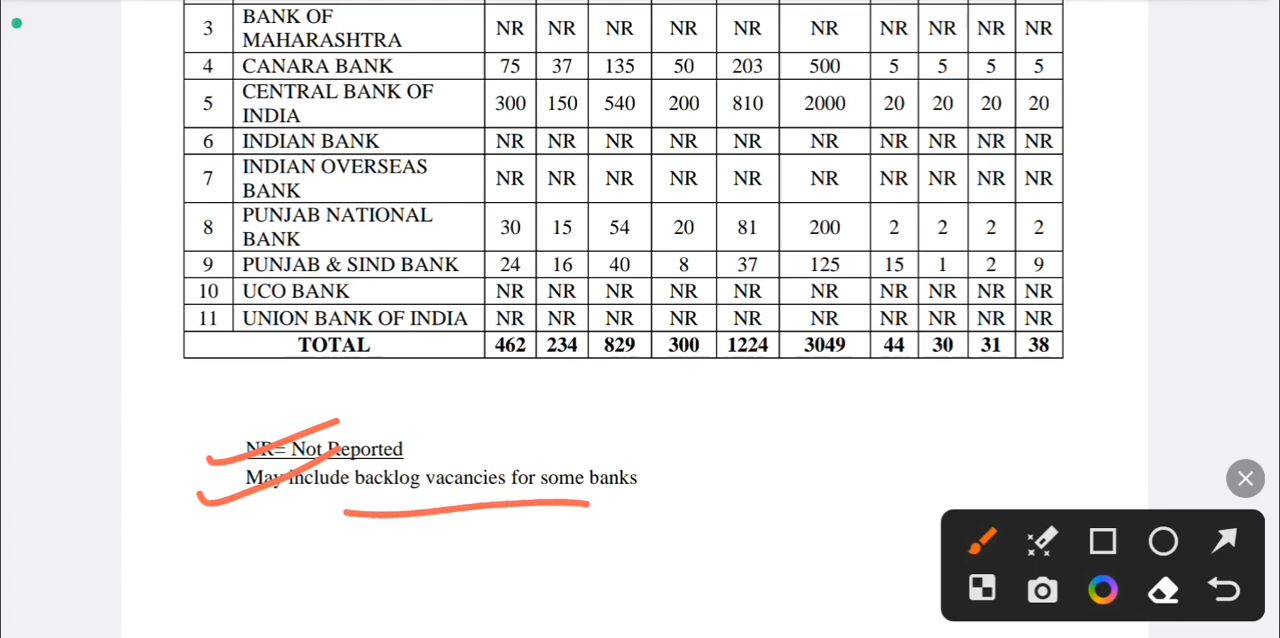 3 BANK OF MAHARASHTRA NR NR NR NR NR NR NR NR NR NR
4 CANARA BANK 75 37 135 50 203 500 5 5 5 5
5 CENTRAL BANK OF INDIA 300 150 540 200 810 2000 20 20 20 20
6 INDIAN BANK NR NR NR NR NR NR NR NR NR NR
7 INDIAN OVERSEAS BANK NR NR NR NR NR NR NR NR NR NR
8 PUNJAB NATIONAL BANK 30 15 54 20 81 200 2 2 2 2
9 PUNJAB & SIND BANK 24 16 40 8 37 125 15 1 2 9
10 UCO BANK NR NR NR NR NR NR NR NR NR NR
11 UNION BANK OF INDIA NR NR NR NR NR NR NR NR NR NR
TOTAL 462 234 829 300 1224 3049 44 30 31 38
NR= Not Reported
May include backlog vacancies for some banks